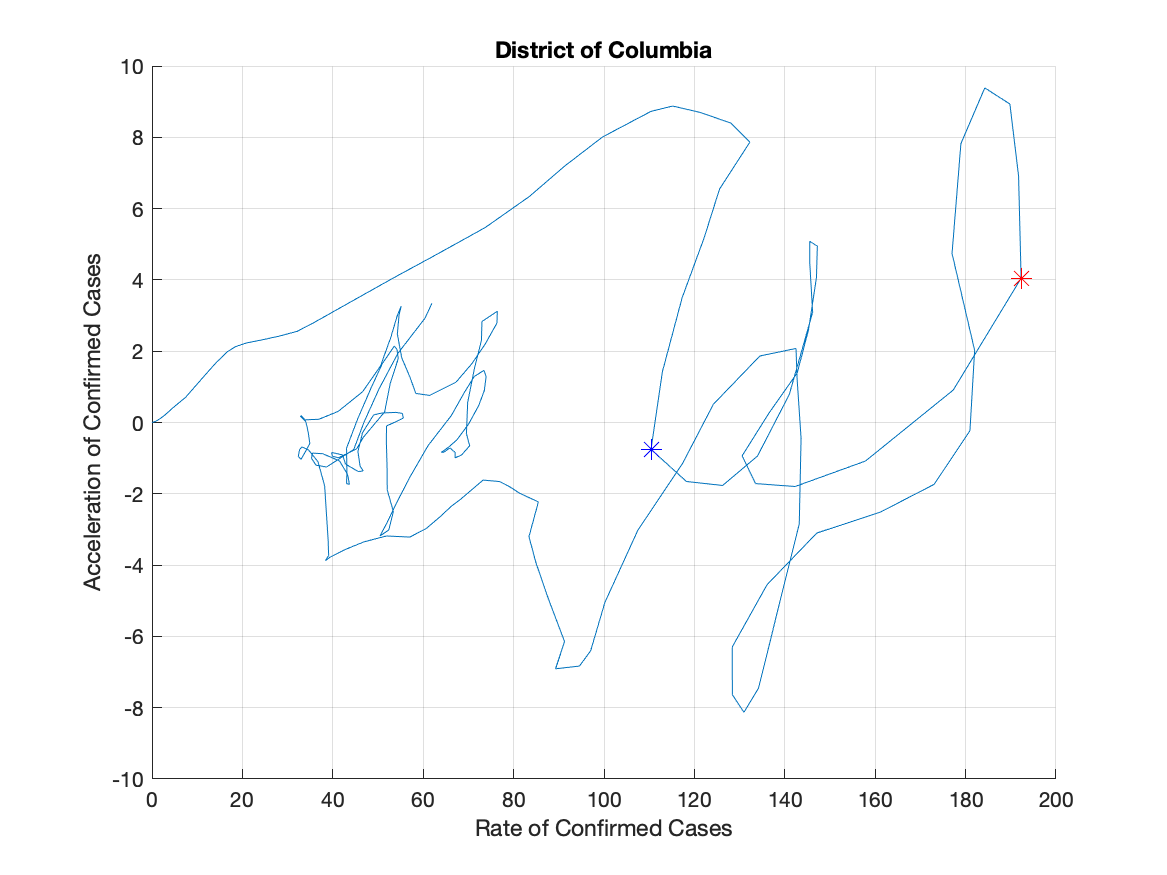 District of Columbia
10
8
6
4
2
0
-2
-4
-6
-8
-10
Acceleration of Confirmed Cases
0 20 40 60 80 100 120 140 160 180 200
Rate of Confirmed Cases